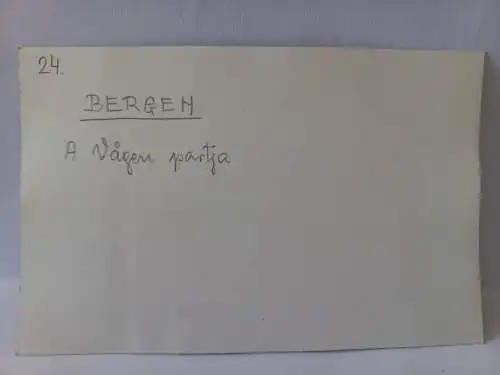 24.
BERGEN
A Vågen partja